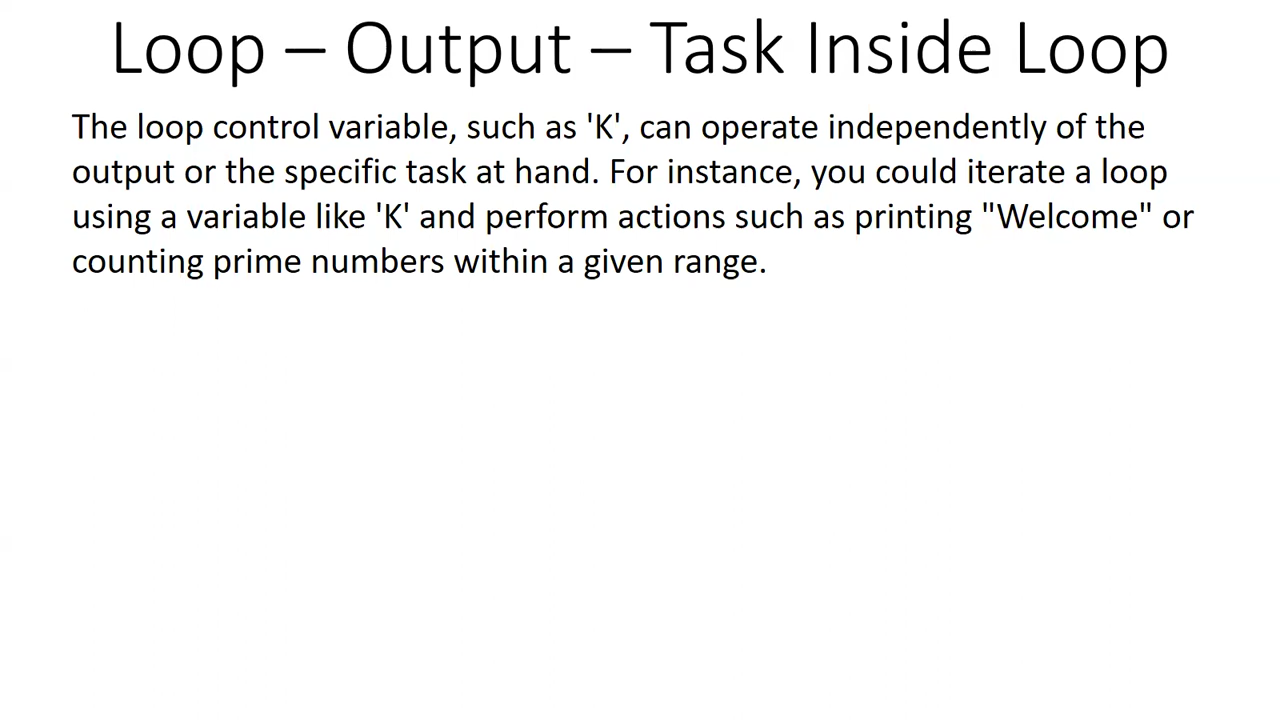 Loop – Output – Task Inside Loop
The loop control variable, such as 'K', can operate independently of the
output or the specific task at hand. For instance, you could iterate a loop
using a variable like 'K' and perform actions such as printing "Welcome" or
counting prime numbers within a given range.